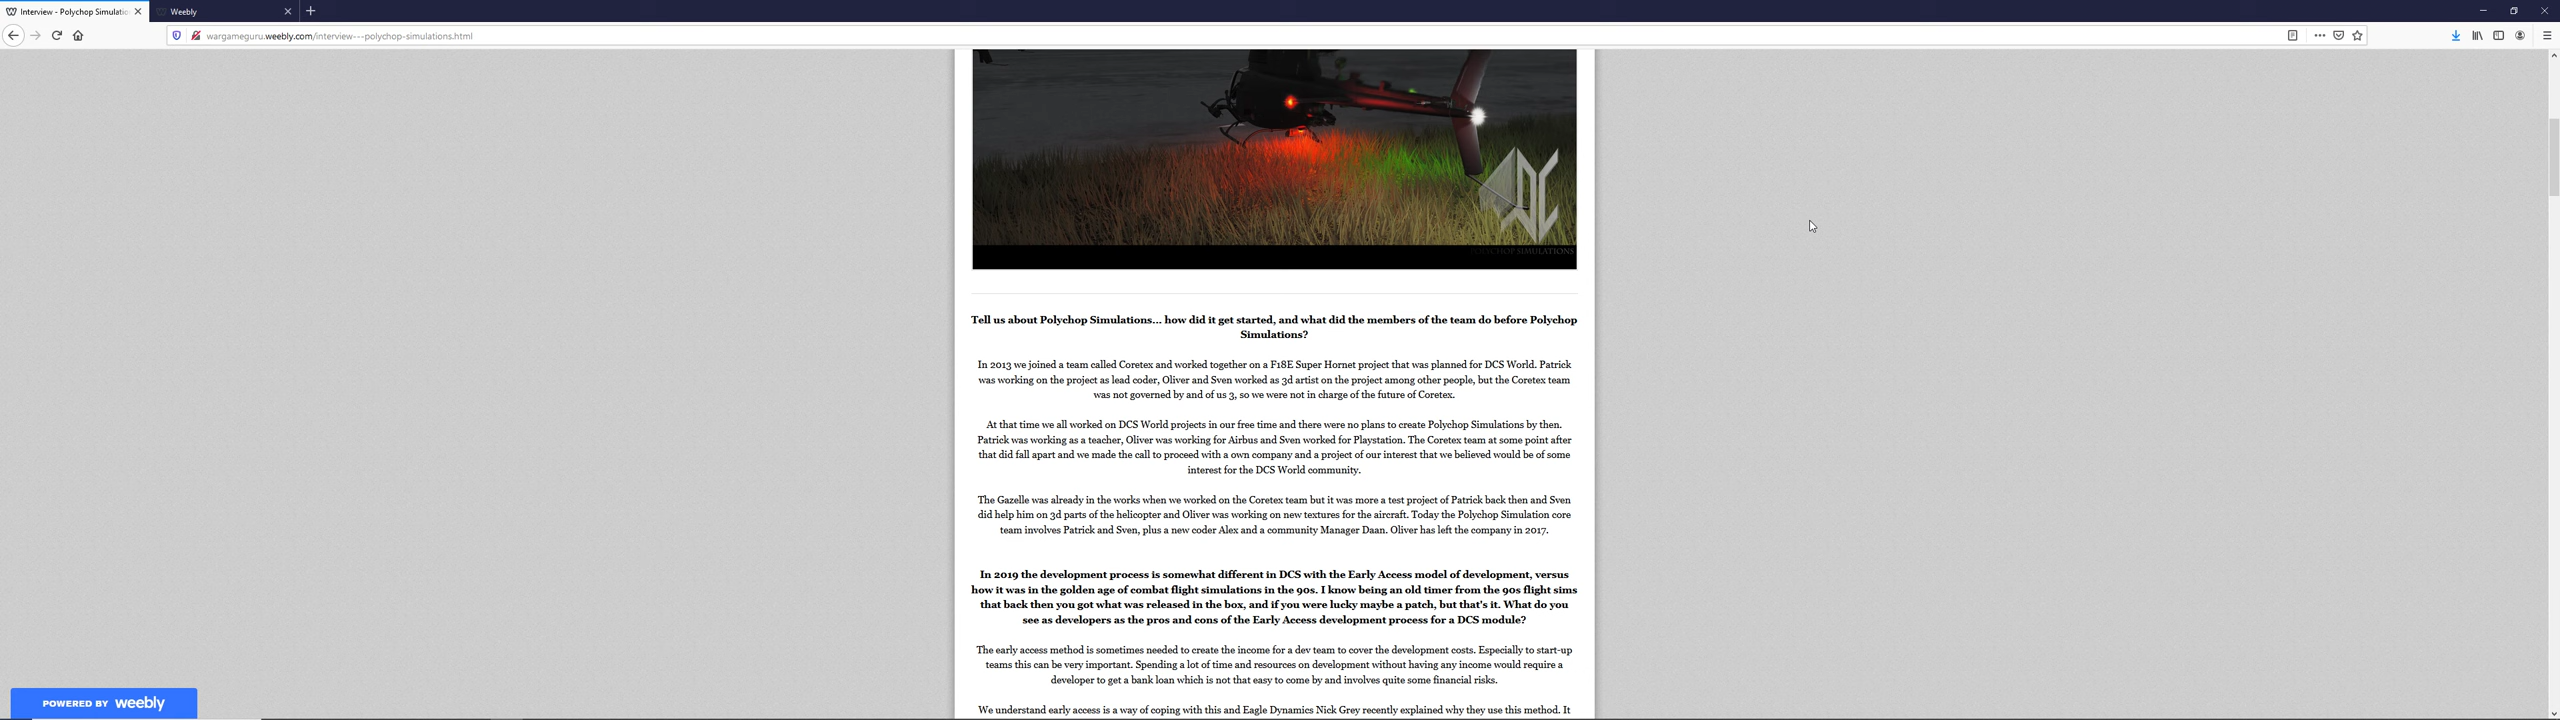 Interview - Polychop Simulatio
Weebly
wargameguru.weebly.com/interview---polychop-simulations.html
POLYCHOP SIMULATIONS
Tell us about Polychop Simulations... how did it get started, and what did the members of the team do before Polychop
Simulations?
In 2013 we joined a team called Coretex and worked together on a F18E Super Hornet project that was planned for DCS World. Patrick
was working on the project as lead coder, Oliver and Sven worked as 3d artist on the project among other people, but the Coretex team
was not governed by and of us 3, so we were not in charge of the future of Coretex.
At that time we all worked on DCS World projects in our free time and there were no plans to create Polychop Simulations by then.
Patrick was working as a teacher, Oliver was working for Airbus and Sven worked for Playstation. The Coretex team at some point after
that did fall apart and we made the call to proceed with a own company and a project of our interest that we believed would be of some
interest for the DCS World community.
The Gazelle was already in the works when we worked on the Coretex team but it was more a test project of Patrick back then and Sven
did help him on 3d parts of the helicopter and Oliver was working on new textures for the aircraft. Today the Polychop Simulation core
team involves Patrick and Sven, plus a new coder Alex and a community Manager Daan. Oliver has left the company in 2017.
In 2019 the development process is somewhat different in DCS with the Early Access model of development, versus
how it was in the golden age of combat flight simulations in the 90s. I know being an old timer from the 90s flight sims
that back then you got what was released in the box, and if you were lucky maybe a patch, but that's it. What do you
see as developers as the pros and cons of the Early Access development process for a DCS module?
The early access method is sometimes needed to create the income for a dev team to cover the development costs. Especially to start-up
teams this can be very important. Spending a lot of time and resources on development without having any income would require a
developer to get a bank loan which is not that easy to come by and involves quite some financial risks.
We understand early access is a way of coping with this and Eagle Dynamics Nick Grey recently explained why they use this method. It
POWERED BY weebly